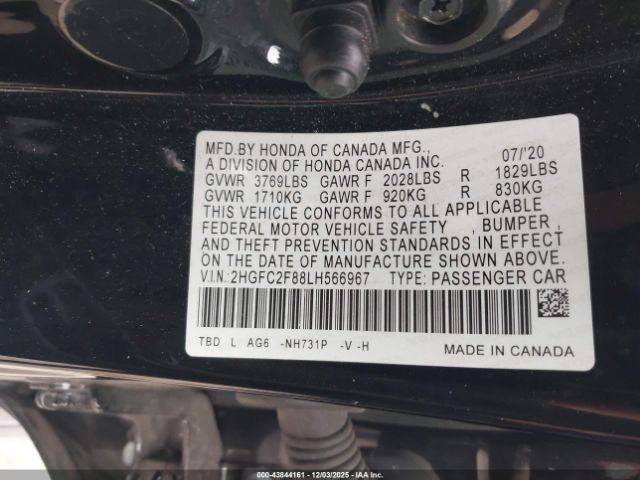 MFD.BY HONDA OF CANADA MFG., 07/'20
A DIVISION OF HONDA CANADA INC.
GVWR 3769LBS GAWR F 2028LBS R 1829LBS
GVWR 1710KG GAWR F 920KG R 830KG
THIS VEHICLE CONFORMS TO ALL APPLICABLE
FEDERAL MOTOR VEHICLE SAFETY , BUMPER ,
AND THEFT PREVENTION STANDARDS IN EFFECT
ON THE DATE OF MANUFACTURE SHOWN ABOVE.
V.I.N: 2HGFC2F88LH566967 TYPE: PASSENGER CAR
TBD L AG6 -NH731P -V -H
MADE IN CANADA
000-43844161 - 12/03/2025 - IAAI.CA